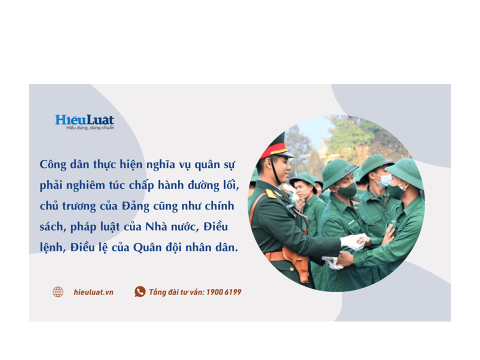 HIEULUẬT
Hiểu đúng, dùng chuẩn
Công dân thực hiện nghĩa vụ quân sự
phải nghiêm túc chấp hành đường lối,
chủ trương của Đảng cũng như chính
sách, pháp luật của Nhà nước, Điều
lệnh, Điều lệ của Quân đội nhân dân.
hieuluat.vn Tổng đài tư vấn: 1900 6199